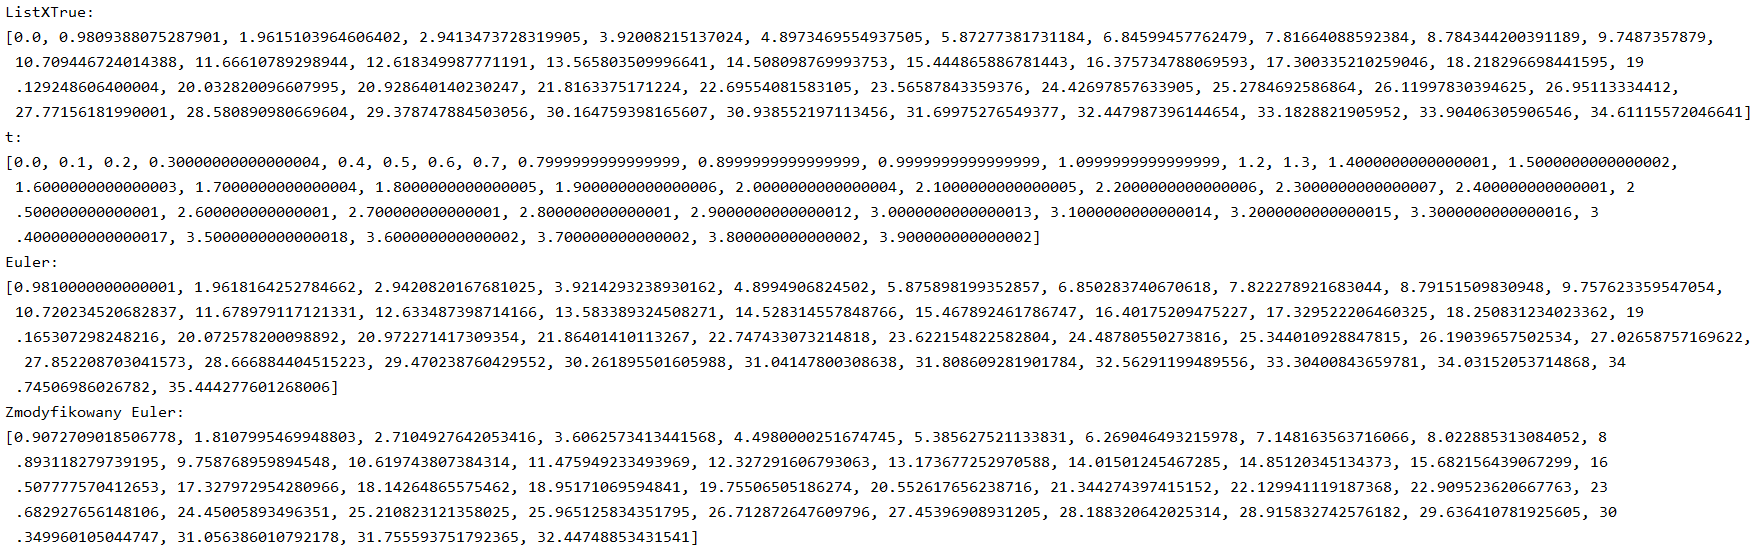 ListXTrue:
[0.0, 0.9809388075287901, 1.9615103964606402, 2.9413473728319905, 3.92008215137024, 4.8973469554937505, 5.87277381731184, 6.84599457762479, 7.81664088592384, 8.784344200391189, 9.7487357879,
10.709446724014388, 11.66610789298944, 12.618349987771191, 13.565803509996641, 14.508098769993753, 15.444865886781443, 16.375734788069593, 17.300335210259046, 18.218296698441595, 19
.129248606400004, 20.032820096607995, 20.928640140230247, 21.8163375171224, 22.69554081583105, 23.56587843359376, 24.42697857633905, 25.2784692586864, 26.11997830394625, 26.95113334412,
27.77156181990001, 28.580890980669604, 29.378747884503056, 30.164759398165607, 30.938552197113456, 31.69975276549377, 32.447987396144654, 33.1828821905952, 33.90406305906546, 34.61115572046641]
t:
[0.0, 0.1, 0.2, 0.30000000000000004, 0.4, 0.5, 0.6, 0.7, 0.7999999999999999, 0.8999999999999999, 0.9999999999999999, 1.0999999999999999, 1.2, 1.3, 1.4000000000000001, 1.5000000000000002,
1.6000000000000003, 1.7000000000000004, 1.8000000000000005, 1.9000000000000006, 2.0000000000000004, 2.1000000000000005, 2.2000000000000006, 2.3000000000000007, 2.400000000000001, 2
.500000000000001, 2.600000000000001, 2.700000000000001, 2.800000000000001, 2.9000000000000012, 3.0000000000000013, 3.1000000000000014, 3.2000000000000015, 3.3000000000000016, 3
.4000000000000017, 3.5000000000000018, 3.600000000000002, 3.700000000000002, 3.800000000000002, 3.900000000000002]
Euler:
[0.9810000000000001, 1.9618164252784662, 2.9420820167681025, 3.9214293238930162, 4.8994906824502, 5.875898199352857, 6.850283740670618, 7.822278921683044, 8.79151509830948, 9.757623359547054,
10.720234520682837, 11.678979117121331, 12.633487398714166, 13.583389324508271, 14.528314557848766, 15.467892461786747, 16.40175209475227, 17.329522206460325, 18.250831234023362, 19
.165307298248216, 20.072578200098892, 20.972271417309354, 21.86401410113267, 22.747433073214818, 23.622154822582804, 24.48780550273816, 25.344010928847815, 26.19039657502534, 27.02658757169622,
27.852208703041573, 28.666884404515223, 29.470238760429552, 30.261895501605988, 31.04147800308638, 31.808609281901784, 32.56291199489556, 33.30400843659781, 34.03152053714868, 34
.74506986026782, 35.444277601268006]
Zmodyfikowany Euler:
[0.9072709018506778, 1.8107995469948803, 2.7104927642053416, 3.6062573413441568, 4.4980000251674745, 5.385627521133831, 6.269046493215978, 7.148163563716066, 8.022885313084052, 8
.893118279739195, 9.758768959894548, 10.619743807384314, 11.475949233493969, 12.327291606793063, 13.173677252970588, 14.01501245467285, 14.85120345134373, 15.682156439067299, 16
.507777570412653, 17.327972954280966, 18.14264865575462, 18.95171069594841, 19.75506505186274, 20.552617656238716, 21.344274397415152, 22.129941119187368, 22.909523620667763, 23
.682927656148106, 24.45005893496351, 25.210823121358025, 25.965125834351795, 26.712872647609796, 27.45396908931205, 28.188320642025314, 28.915832742576182, 29.636410781925605, 30
.349960105044747, 31.056386010792178, 31.755593751792365, 32.44748853431541]